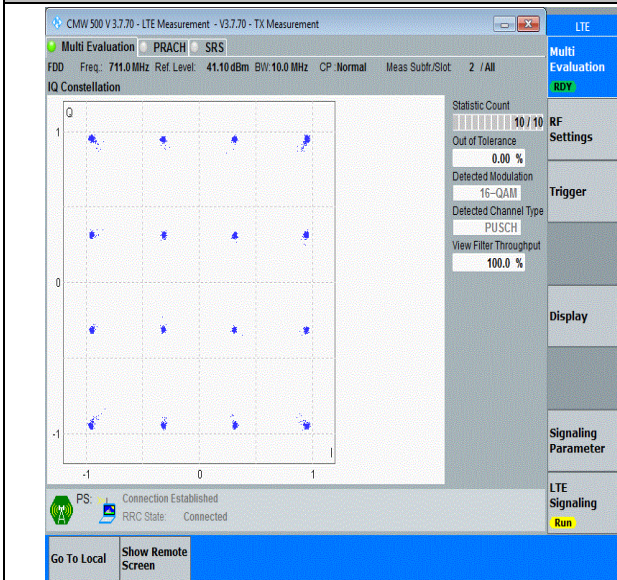 CMW 500 V 3.7.70 - LTE Measurement - V3.7.70 - TX Measurement
LTE
Multi Evaluation PRACH SRS
Multi
Evaluation
RDY
FDD Freq.: 711.0 MHz Ref. Level: 41.10 dBm BW: 10.0 MHz CP : Normal Meas Subfr./Slot: 2 / All
IQ Constellation
Statistic Count
10 / 10
Out of Tolerance
0.00 %
Detected Modulation
16-QAM
Detected Channel Type
PUSCH
View Filter Throughput
100.0 %
RF
Settings
Trigger
Display
Signaling
Parameter
LTE
Signaling
Run
Q
1
0
-1
I
-1 0 1
PS: Connection Established
RRC State: Connected
Go To Local
Show Remote
Screen